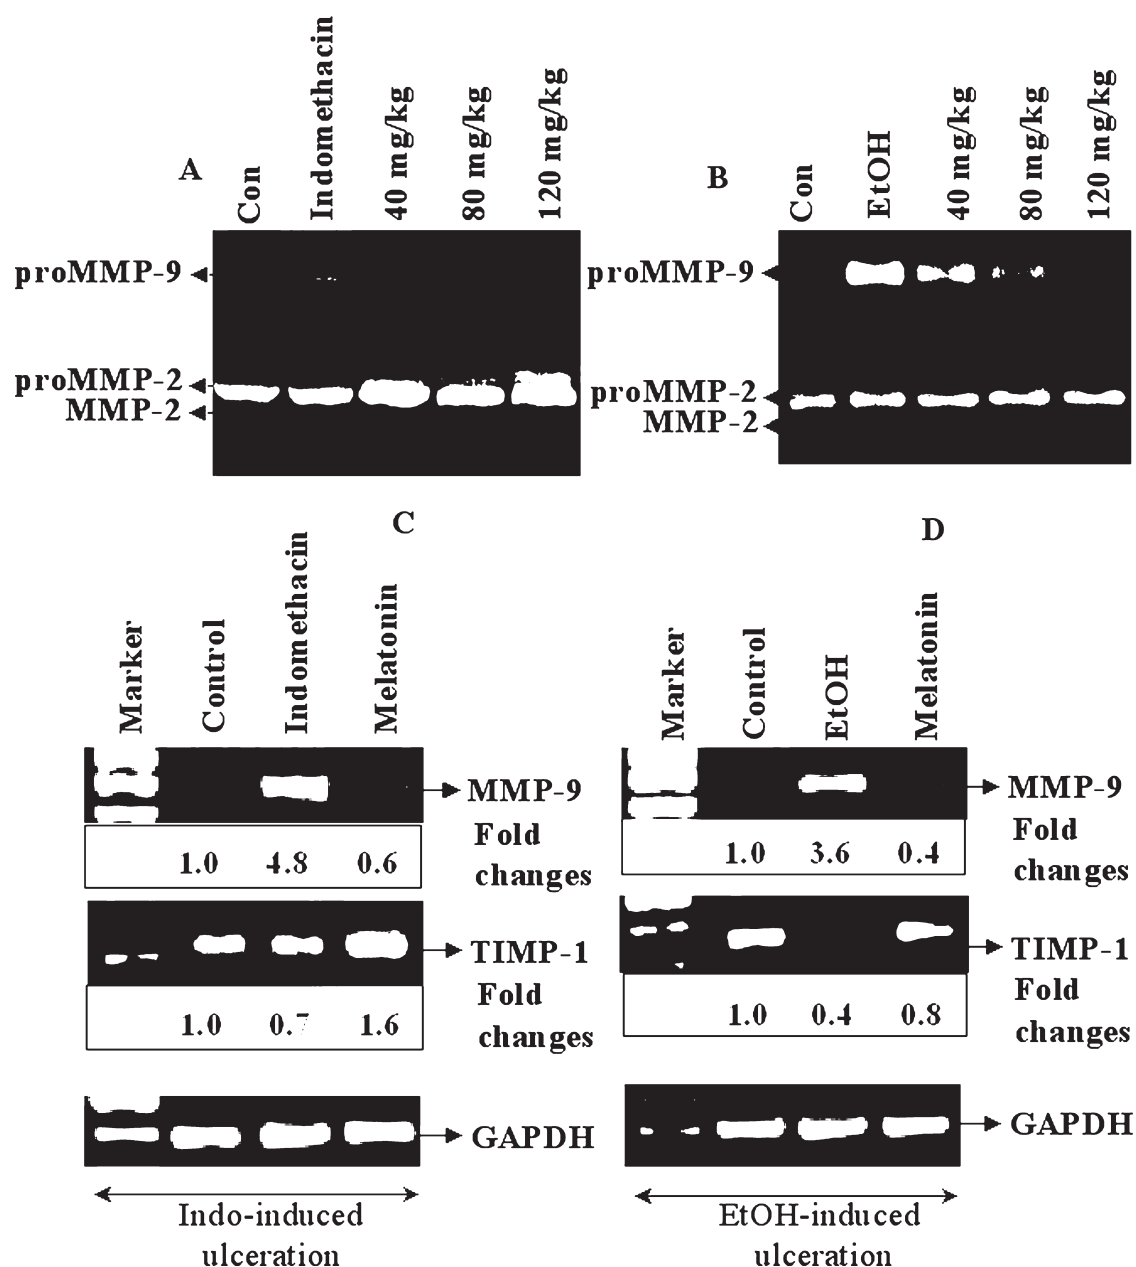 A
Con
Indomethacin
40 mg/kg
80 mg/kg
120 mg/kg
proMMP-9
proMMP-2
MMP-2
B
Con
EtOH
40 mg/kg
80 mg/kg
120 mg/kg
proMMP-9
proMMP-2
MMP-2
C
Marker
Control
Indomethacin
Melatonin
MMP-9
1.0 4.8 0.6
Fold
changes
TIMP-1
1.0 0.7 1.6
Fold
changes
GAPDH
Indo-induced
ulceration
D
Marker
Control
EtOH
Melatonin
MMP-9
1.0 3.6 0.4
Fold
changes
TIMP-1
1.0 0.4 0.8
Fold
changes
GAPDH
EtOH-induced
ulceration